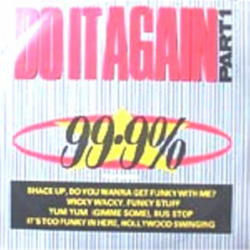 DO IT AGAIN
PART 1
99·9%
SHACK UP, DO YOU WANNA GET FUNKY WITH ME?
WICKY WACKY, FUNKY STUFF
YUM YUM (GIMME SOME), BUS STOP
IT'S TOO FUNKY IN HERE, HOLLYWOOD SWINGING